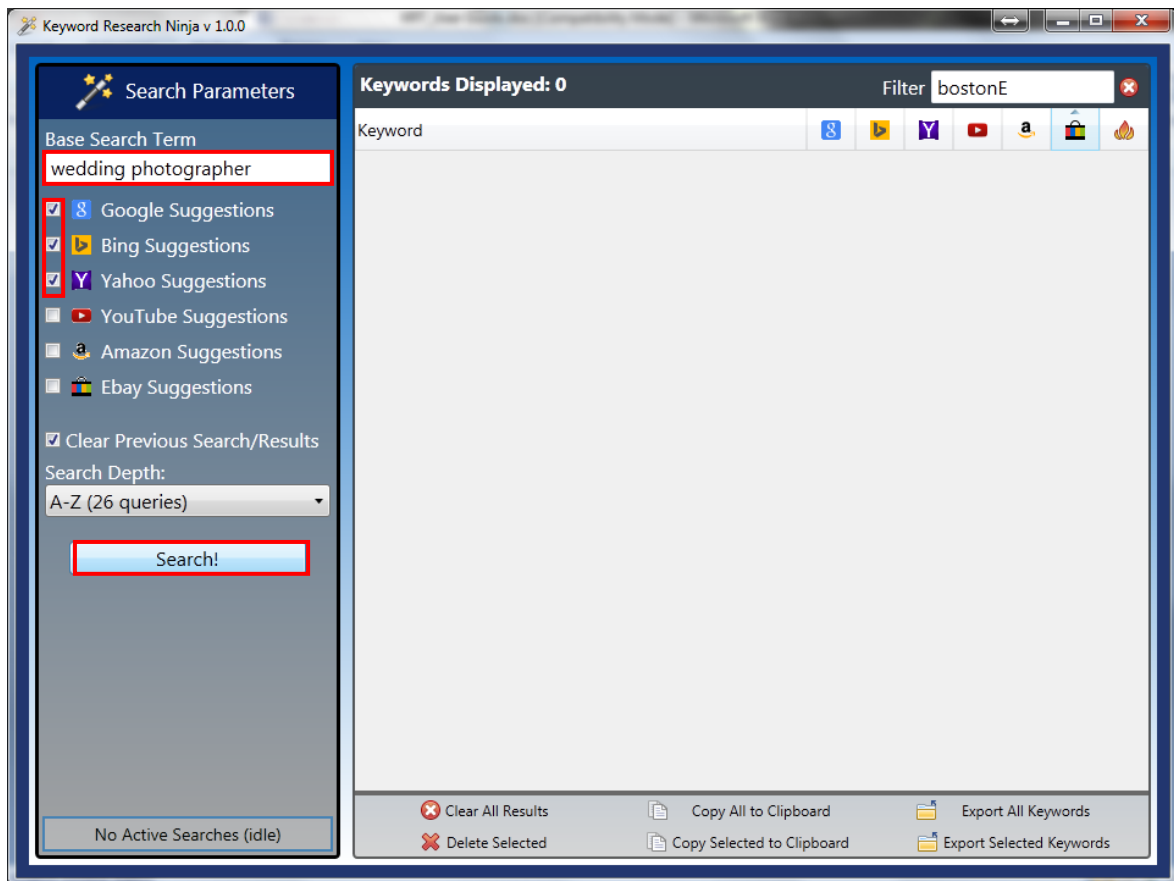 Keyword Research Ninja v 1.0.0
Search Parameters
Base Search Term
wedding photographer
Google Suggestions
Bing Suggestions
Yahoo Suggestions
YouTube Suggestions
Amazon Suggestions
Ebay Suggestions
Clear Previous Search/Results
Search Depth:
A-Z (26 queries)
Search!
No Active Searches (idle)
Keywords Displayed: 0
Filter bostonE
Keyword
Clear All Results Copy All to Clipboard Export All Keywords
Delete Selected Copy Selected to Clipboard Export Selected Keywords